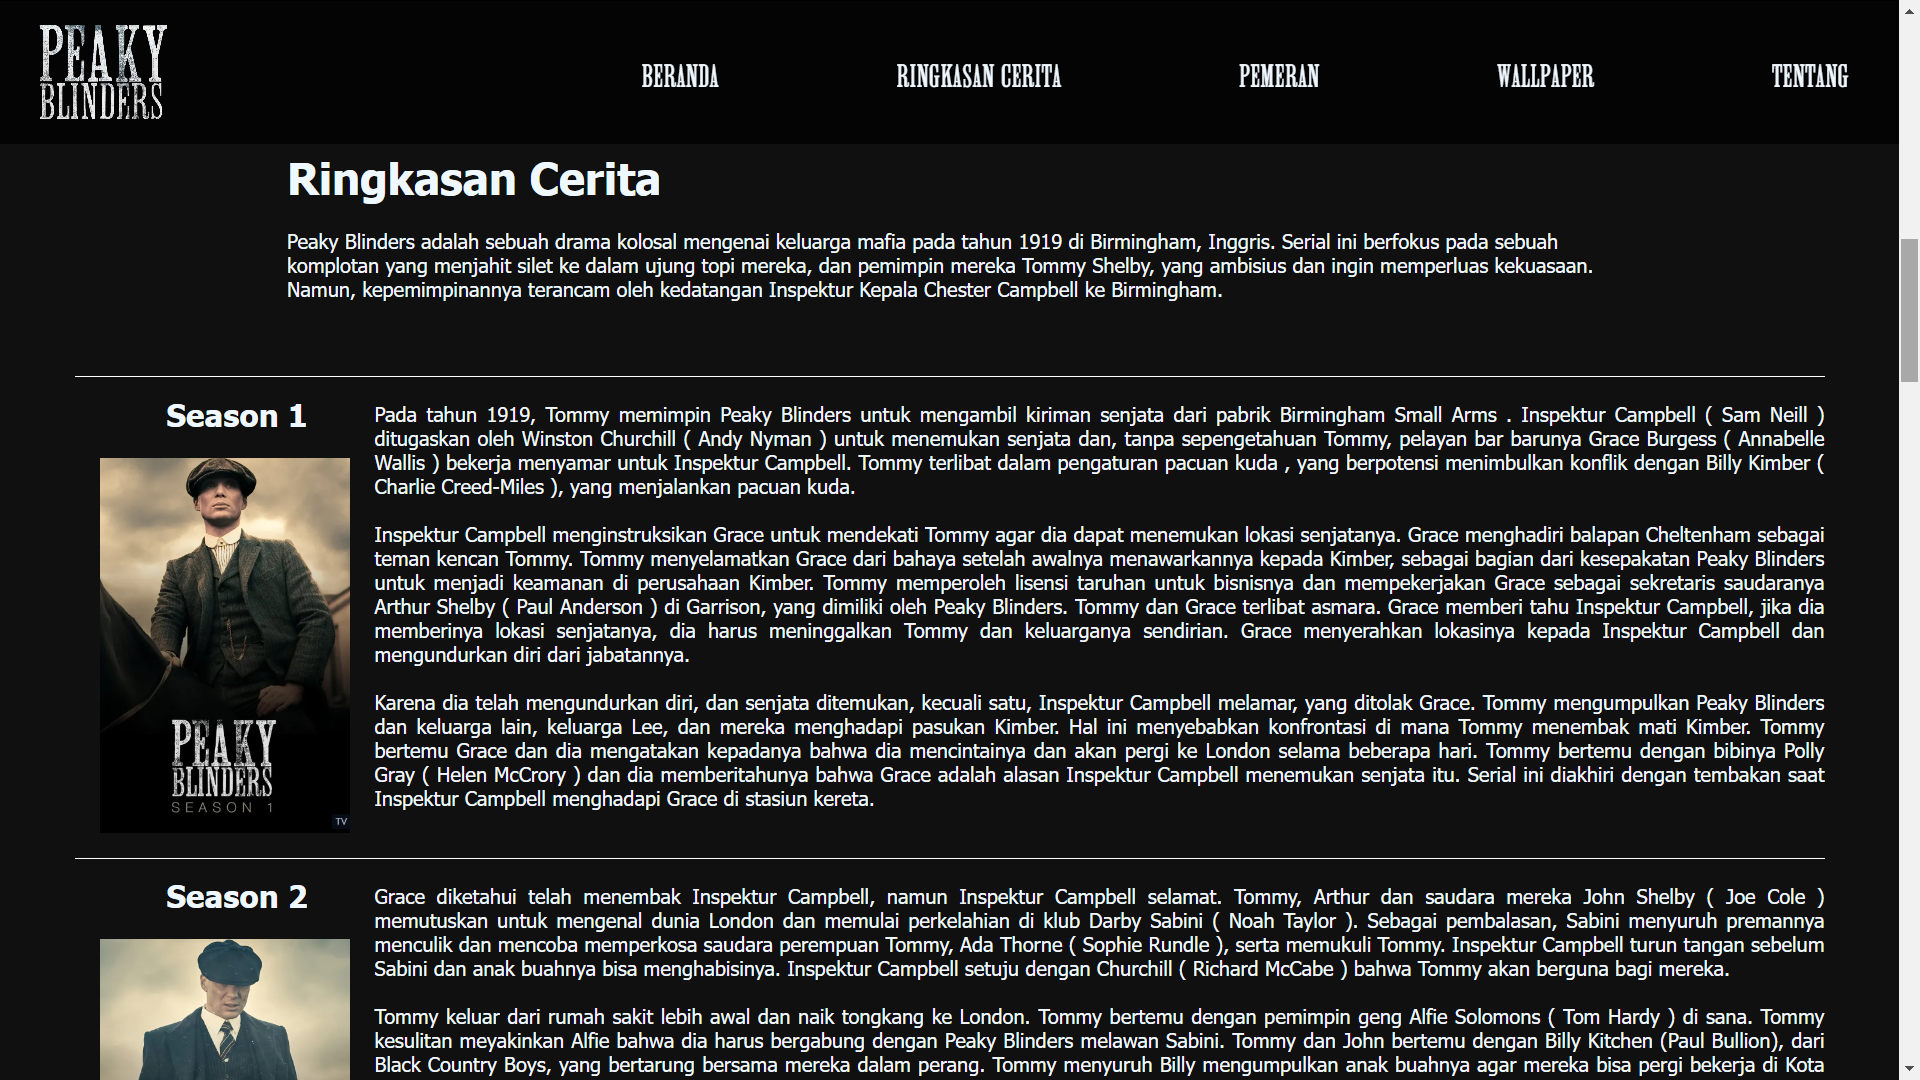 PEAKY
BLINDERS
BERANDA
RINGKASAN CERITA
PEMERAN
WALLPAPER
TENTANG
Ringkasan Cerita
Peaky Blinders adalah sebuah drama kolosal mengenai keluarga mafia pada tahun 1919 di Birmingham, Inggris. Serial ini berfokus pada sebuah
komplotan yang menjahit silet ke dalam ujung topi mereka, dan pemimpin mereka Tommy Shelby, yang ambisius dan ingin memperluas kekuasaan.
Namun, kepemimpinannya terancam oleh kedatangan Inspektur Kepala Chester Campbell ke Birmingham.
Season 1
PEAKY
BLINDERS
SEASON 1
TV
Pada tahun 1919, Tommy memimpin Peaky Blinders untuk mengambil kiriman senjata dari pabrik Birmingham Small Arms . Inspektur Campbell ( Sam Neill )
ditugaskan oleh Winston Churchill ( Andy Nyman ) untuk menemukan senjata dan, tanpa sepengetahuan Tommy, pelayan bar barunya Grace Burgess ( Annabelle
Wallis ) bekerja menyamar untuk Inspektur Campbell. Tommy terlibat dalam pengaturan pacuan kuda , yang berpotensi menimbulkan konflik dengan Billy Kimber (
Charlie Creed-Miles ), yang menjalankan pacuan kuda.
Inspektur Campbell menginstruksikan Grace untuk mendekati Tommy agar dia dapat menemukan lokasi senjatanya. Grace menghadiri balapan Cheltenham sebagai
teman kencan Tommy. Tommy menyelamatkan Grace dari bahaya setelah awalnya menawarkannya kepada Kimber, sebagai bagian dari kesepakatan Peaky Blinders
untuk menjadi keamanan di perusahaan Kimber. Tommy memperoleh lisensi taruhan untuk bisnisnya dan mempekerjakan Grace sebagai sekretaris saudaranya
Arthur Shelby ( Paul Anderson ) di Garrison, yang dimiliki oleh Peaky Blinders. Tommy dan Grace terlibat asmara. Grace memberi tahu Inspektur Campbell, jika dia
memberinya lokasi senjatanya, dia harus meninggalkan Tommy dan keluarganya sendirian. Grace menyerahkan lokasinya kepada Inspektur Campbell dan
mengundurkan diri dari jabatannya.
Karena dia telah mengundurkan diri, dan senjata ditemukan, kecuali satu, Inspektur Campbell melamar, yang ditolak Grace. Tommy mengumpulkan Peaky Blinders
dan keluarga lain, keluarga Lee, dan mereka menghadapi pasukan Kimber. Hal ini menyebabkan konfrontasi di mana Tommy menembak mati Kimber. Tommy
bertemu Grace dan dia mengatakan kepadanya bahwa dia mencintainya dan akan pergi ke London selama beberapa hari. Tommy bertemu dengan bibinya Polly
Gray ( Helen McCrory ) dan dia memberitahunya bahwa Grace adalah alasan Inspektur Campbell menemukan senjata itu. Serial ini diakhiri dengan tembakan saat
Inspektur Campbell menghadapi Grace di stasiun kereta.
Season 2
Grace diketahui telah menembak Inspektur Campbell, namun Inspektur Campbell selamat. Tommy, Arthur dan saudara mereka John Shelby ( Joe Cole )
memutuskan untuk mengenal dunia London dan memulai perkelahian di klub Darby Sabini ( Noah Taylor ). Sebagai pembalasan, Sabini menyuruh premannya
menculik dan mencoba memperkosa saudara perempuan Tommy, Ada Thorne ( Sophie Rundle ), serta memukuli Tommy. Inspektur Campbell turun tangan sebelum
Sabini dan anak buahnya bisa menghabisinya. Inspektur Campbell setuju dengan Churchill ( Richard McCabe ) bahwa Tommy akan berguna bagi mereka.
Tommy keluar dari rumah sakit lebih awal dan naik tongkang ke London. Tommy bertemu dengan pemimpin geng Alfie Solomons ( Tom Hardy ) di sana. Tommy
kesulitan meyakinkan Alfie bahwa dia harus bergabung dengan Peaky Blinders melawan Sabini. Tommy dan John bertemu dengan Billy Kitchen (Paul Bullion), dari
Black Country Boys, yang bertarung bersama mereka dalam perang. Tommy menyuruh Billy mengumpulkan anak buahnya agar mereka bisa pergi bekerja di Kota